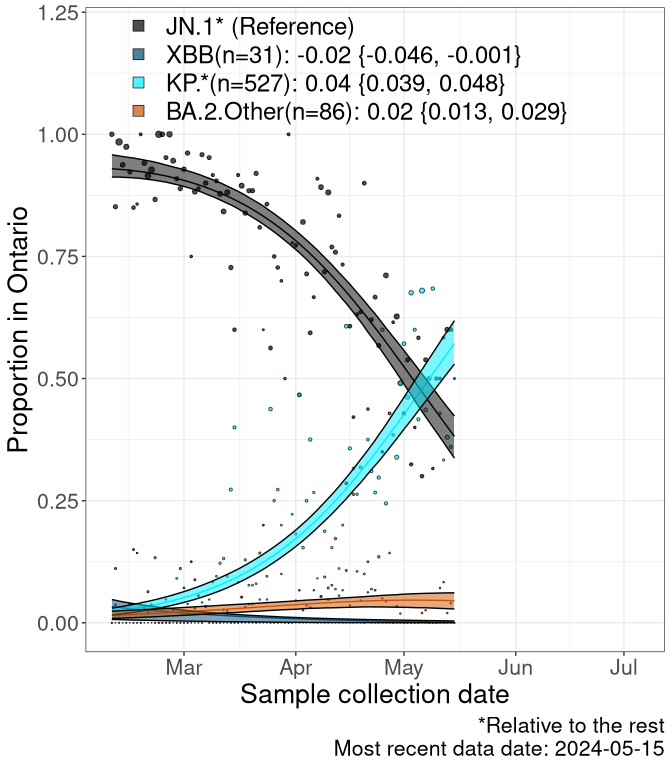 1.25
JN.1* (Reference)
XBB(n=31): -0.02 {-0.046, -0.001}
KP.*(n=527): 0.04 {0.039, 0.048}
BA.2.Other(n=86): 0.02 {0.013, 0.029}
1.00
0.75
Proportion in Ontario
0.50
0.25
0.00
Mar Apr May Jun Jul
Sample collection date
*Relative to the rest
Most recent data date: 2024-05-15